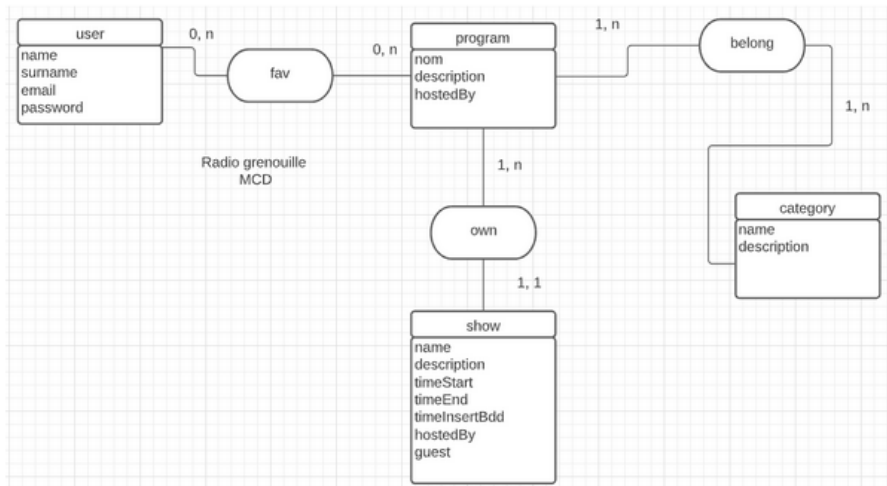 user
name
surname
email
password
0, n
fav
0, n
program
nom
description
hostedBy
1, n
belong
1, n
category
name
description
Radio grenouille
MCD
1, n
own
1, 1
show
name
description
timeStart
timeEnd
timeInsertBdd
hostedBy
guest